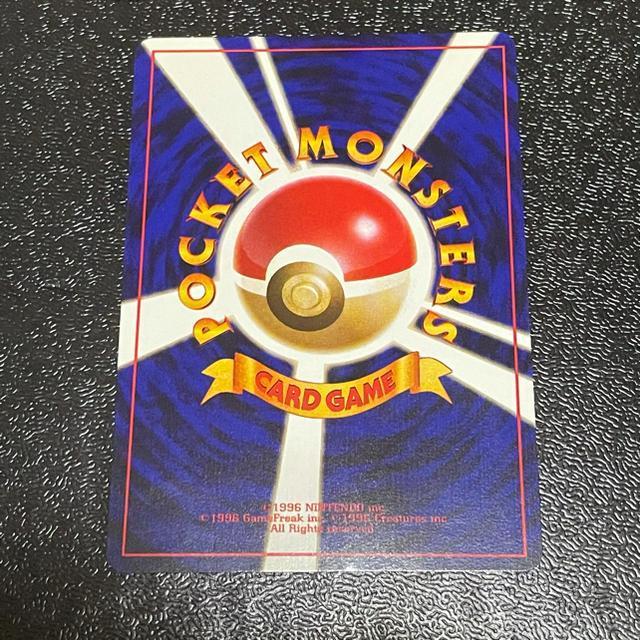 POCKET MONSTERS
CARD GAME
©1996 NINTENDO inc
©1996 GameFreak inc. ©1996 Creatures inc
All Rights reserved